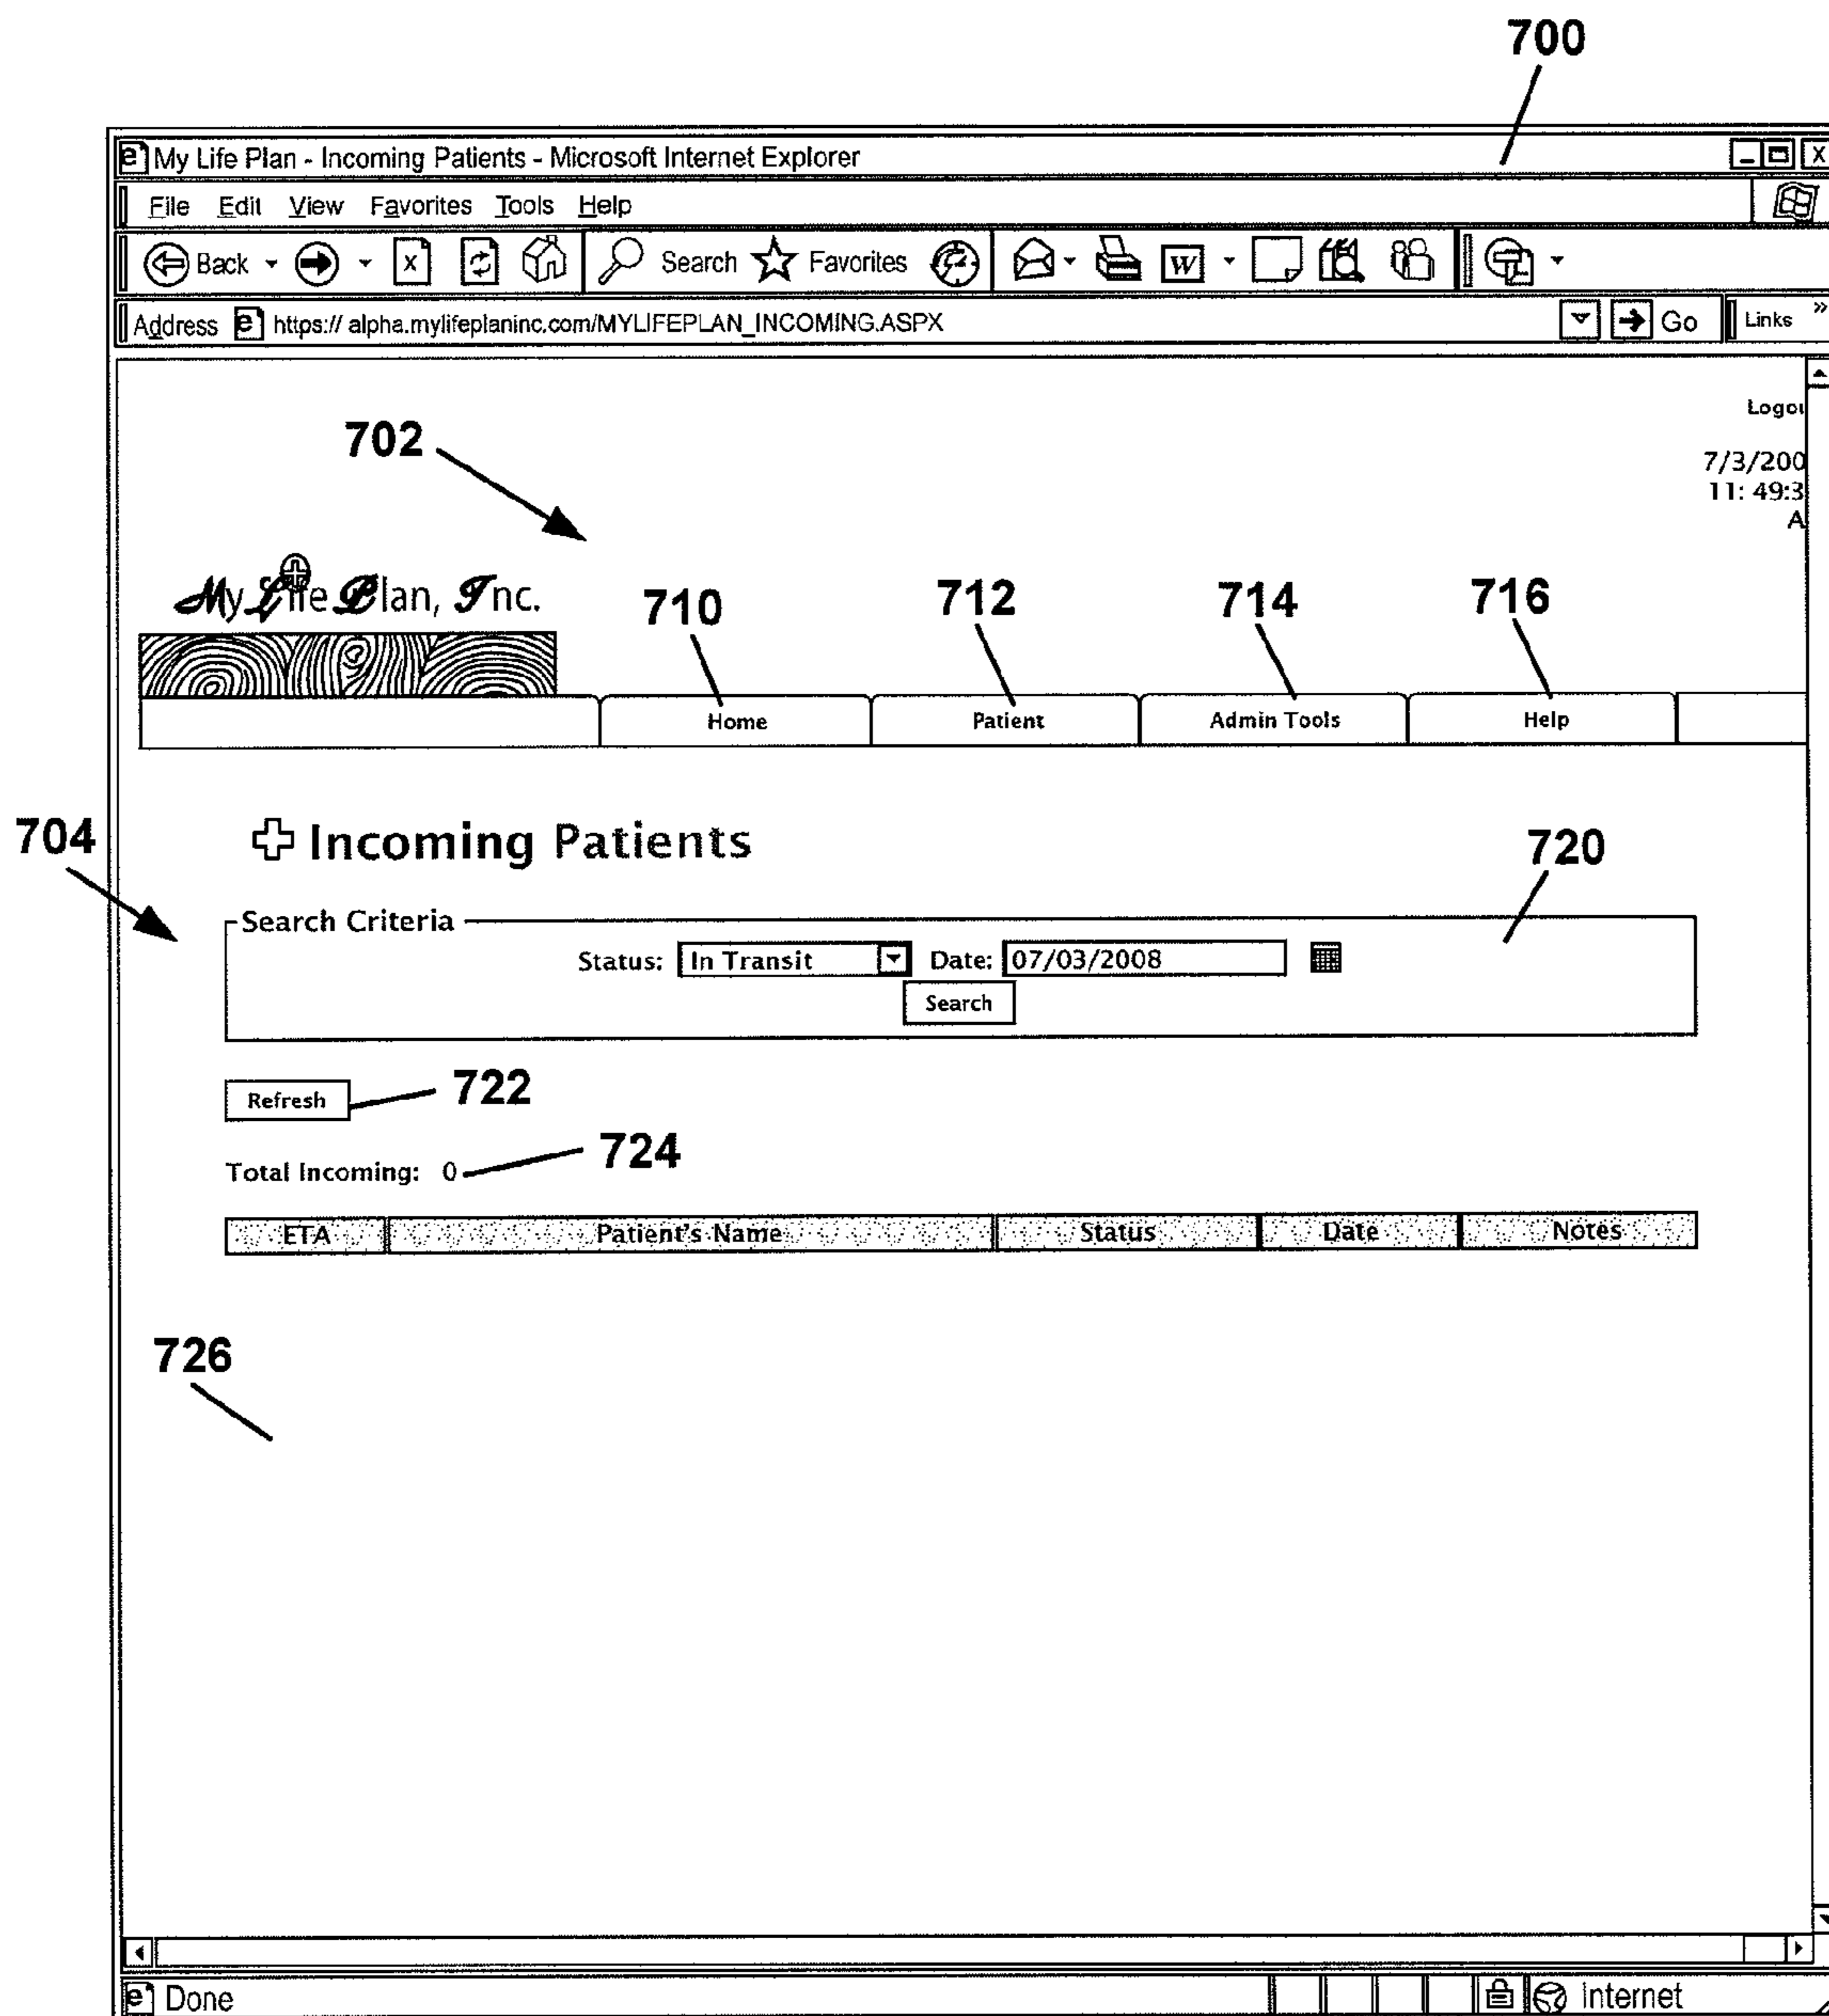 700
My Life Plan - Incoming Patients - Microsoft Internet Explorer
File Edit View Favorites Tools Help
Back Search Favorites W
Address https:// alpha.mylifeplaninc.com/MYLIFEPLAN_INCOMING.ASPX Go Links »
Logou
702
7/3/200
11: 49:3
A
My Life Plan, Inc.
710 712 714 716
Home Patient Admin Tools Help
704
Incoming Patients
720
Search Criteria
Status: In Transit Date: 07/03/2008
Search
Refresh 722
724
Total Incoming: 0
ETA Patient's Name Status Date Notes
726
Done internet